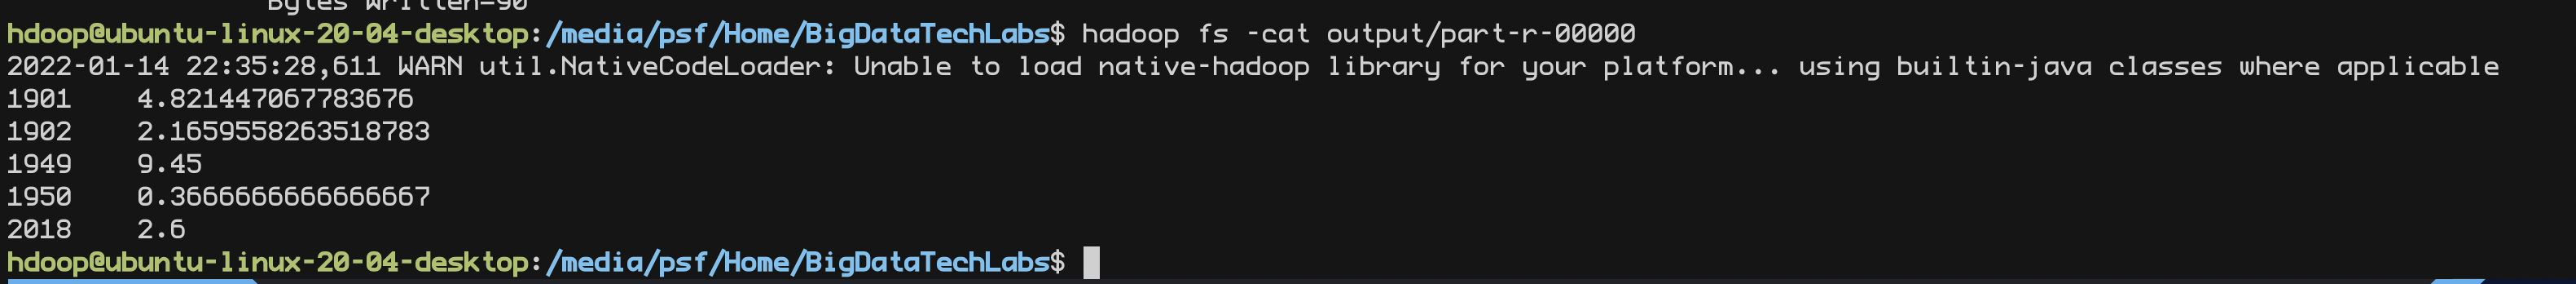 Bytes Written=90
hdoop@ubuntu-linux-20-04-desktop:/media/psf/Home/BigDataTechLabs$ hadoop fs -cat output/part-r-00000
2022-01-14 22:35:28,611 WARN util.NativeCodeLoader: Unable to load native-hadoop library for your platform... using builtin-java classes where applicable
1901    4.821447067783676
1902    2.1659558263518783
1949    9.45
1950    0.3666666666666667
2018    2.6
hdoop@ubuntu-linux-20-04-desktop:/media/psf/Home/BigDataTechLabs$